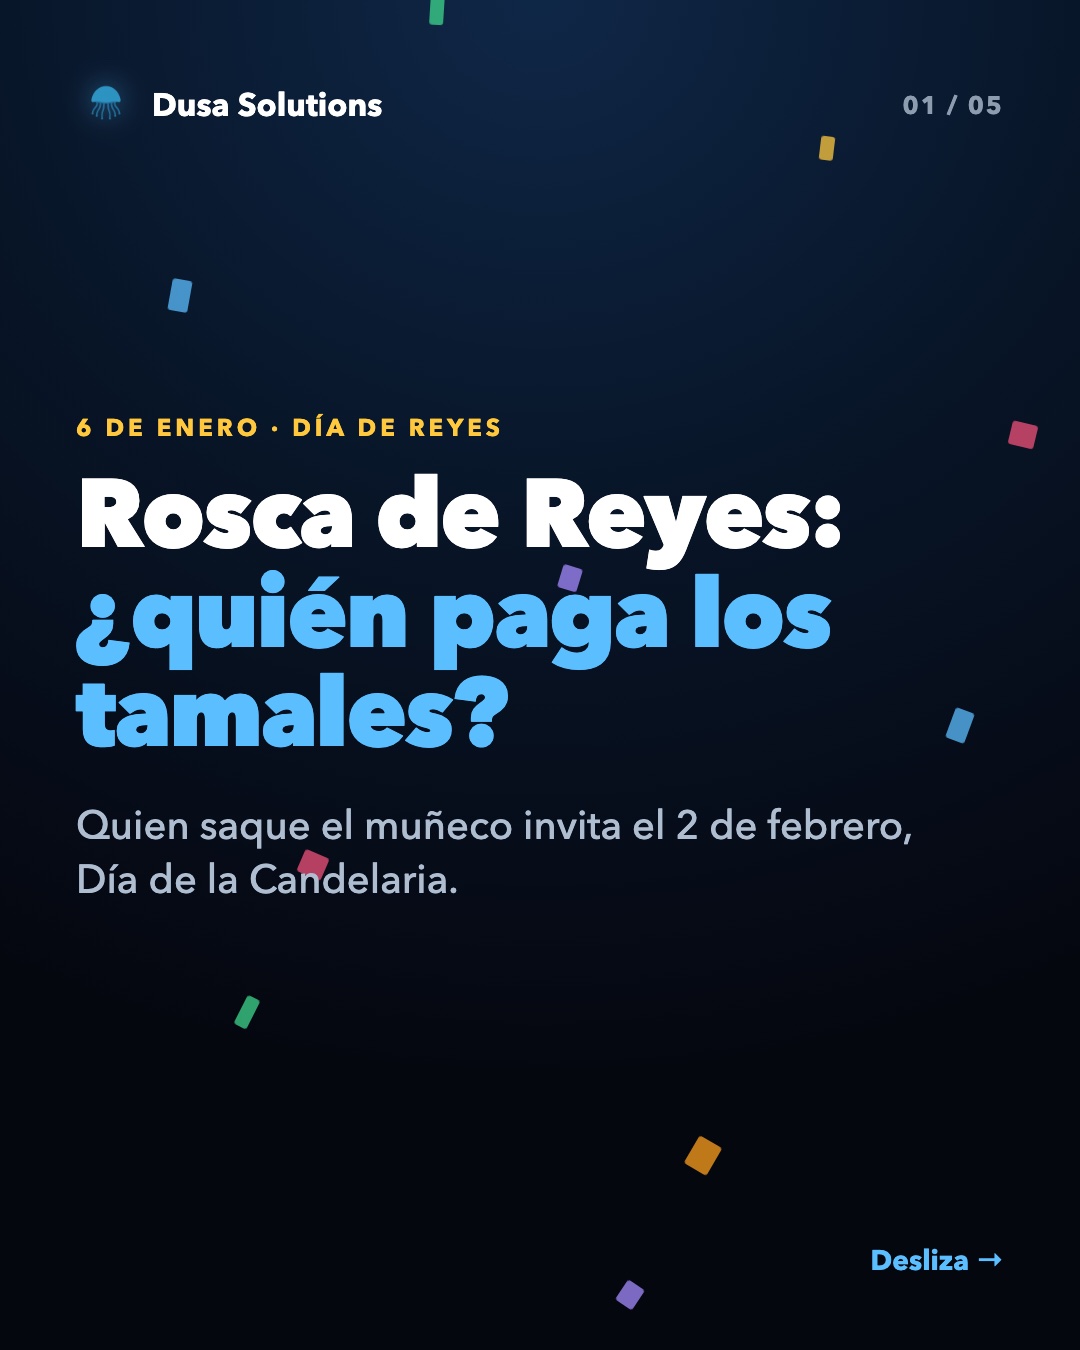 Dusa Solutions
01 / 05
6 DE ENERO · DÍA DE REYES
Rosca de Reyes:
¿quién paga los
tamales?
Quien saque el muñeco invita el 2 de febrero,
Día de la Candelaria.
Desliza →